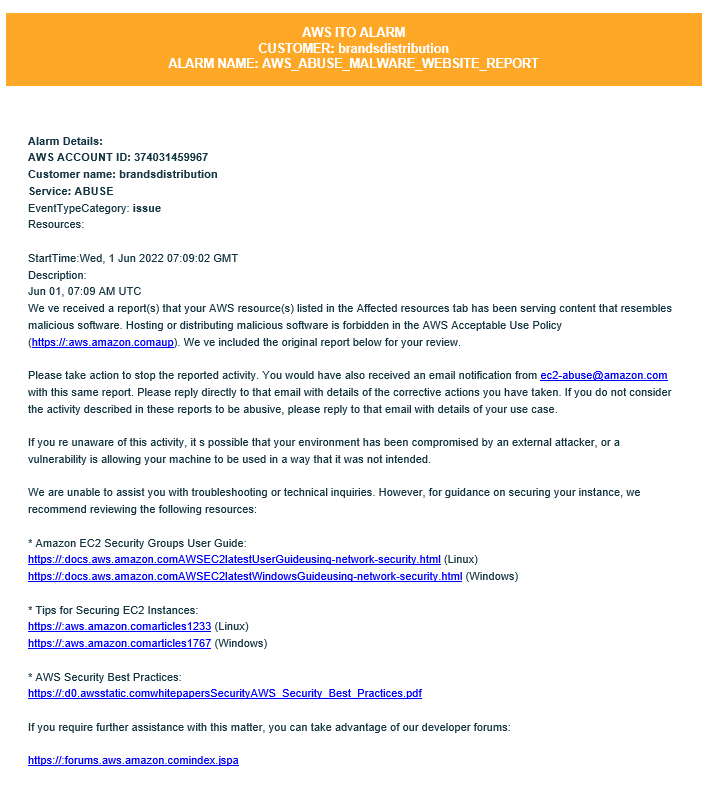 AWS ITO ALARM
CUSTOMER: brandsdistribution
ALARM NAME: AWS_ABUSE_MALWARE_WEBSITE_REPORT
Alarm Details:
AWS ACCOUNT ID: 374031459967
Customer name: brandsdistribution
Service: ABUSE
EventTypeCategory: issue
Resources:
StartTime:Wed, 1 Jun 2022 07:09:02 GMT
Description:
Jun 01, 07:09 AM UTC
We ve received a report(s) that your AWS resource(s) listed in the Affected resources tab has been serving content that resembles
malicious software. Hosting or distributing malicious software is forbidden in the AWS Acceptable Use Policy
(https://:aws.amazon.comaup). We ve included the original report below for your review.
Please take action to stop the reported activity. You would have also received an email notification from ec2-abuse@amazon.com
with this same report. Please reply directly to that email with details of the corrective actions you have taken. If you do not consider
the activity described in these reports to be abusive, please reply to that email with details of your use case.
If you re unaware of this activity, it s possible that your environment has been compromised by an external attacker, or a
vulnerability is allowing your machine to be used in a way that it was not intended.
We are unable to assist you with troubleshooting or technical inquiries. However, for guidance on securing your instance, we
recommend reviewing the following resources:
* Amazon EC2 Security Groups User Guide:
https://:docs.aws.amazon.comAWSEC2latestUserGuideusing-network-security.html (Linux)
https://:docs.aws.amazon.comAWSEC2latestWindowsGuideusing-network-security.html (Windows)
* Tips for Securing EC2 Instances:
https://:aws.amazon.comarticles1233 (Linux)
https://:aws.amazon.comarticles1767 (Windows)
* AWS Security Best Practices:
https://:d0.awsstatic.comwhitepapersSecurityAWS_Security_Best_Practices.pdf
If you require further assistance with this matter, you can take advantage of our developer forums:
https://:forums.aws.amazon.comindex.jspa